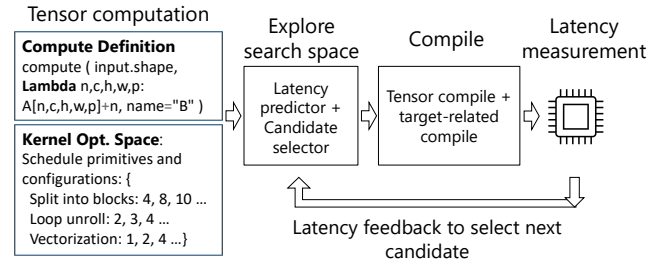 Tensor computation
Compute Definition
compute ( input.shape,
Lambda n,c,h,w,p:
A[n,c,h,w,p]+n, name="B" )
Kernel Opt. Space:
Schedule primitives and
configurations: {
Split into blocks: 4, 8, 10 ...
Loop unroll: 2, 3, 4 ...
Vectorization: 1, 2, 4 ...}
Explore
search space
Latency
predictor +
Candidate
selector
Compile
Tensor compile +
target-related
compile
Latency
measurement
Latency feedback to select next
candidate